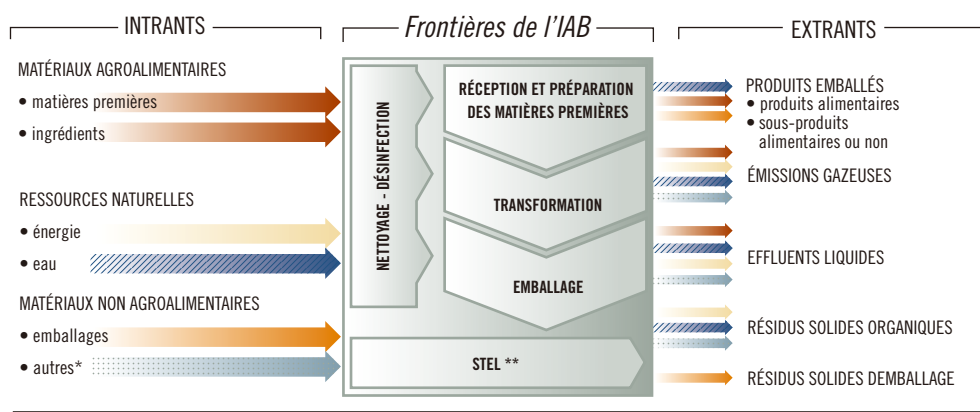 INTRANTS
Frontières de l'IAB
EXTRANTS
MATÉRIAUX AGROALIMENTAIRES
• matières premières
• ingrédients
RESSOURCES NATURELLES
• énergie
• eau
MATÉRIAUX NON AGROALIMENTAIRES
• emballages
• autres*
NETTOYAGE - DÉSINFECTION
RÉCEPTION ET PRÉPARATION
DES MATIÈRES PREMIÈRES
TRANSFORMATION
EMBALLAGE
STEL **
PRODUITS EMBALLÉS
• produits alimentaires
• sous-produits
alimentaires ou non
ÉMISSIONS GAZEUSES
EFFLUENTS LIQUIDES
RÉSIDUS SOLIDES ORGANIQUES
RÉSIDUS SOLIDES DEMBALLAGE